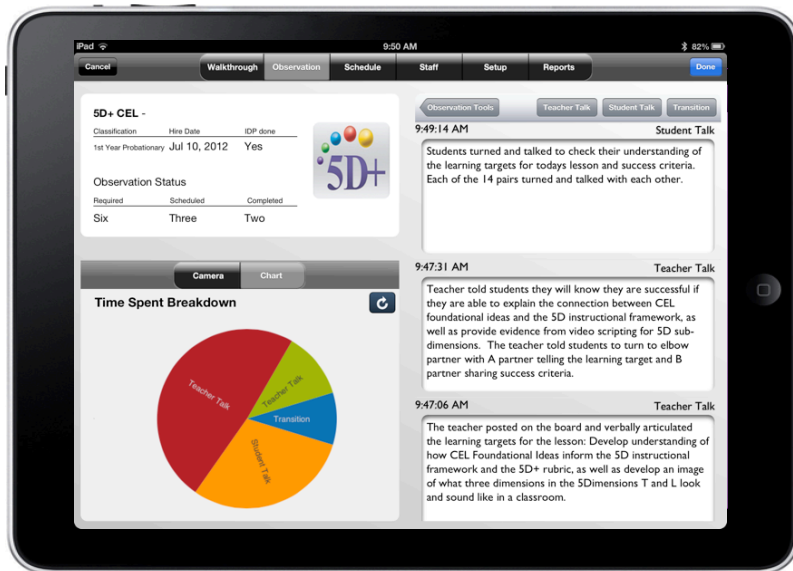 iPad
9:50 AM
82%
Cancel
Walkthrough
Observation
Schedule
Staff
Setup
Reports
Done
5D+ CEL -
Classification
Hire Date
IDP done
1st Year Probationary
Jul 10, 2012
Yes
5D+
Observation Status
Required
Scheduled
Completed
Six
Three
Two
Camera
Chart
Time Spent Breakdown
Teacher Talk
Teacher Talk
Transition
Student Talk
Observation Tools
Teacher Talk
Student Talk
Transition
9:49:14 AM
Student Talk
Students turned and talked to check their understanding of
the learning targets for todays lesson and success criteria.
Each of the 14 pairs turned and talked with each other.
9:47:31 AM
Teacher Talk
Teacher told students they will know they are successful if
they are able to explain the connection between CEL
foundational ideas and the 5D instructional framework, as
well as provide evidence from video scripting for 5D sub-
dimensions. The teacher told students to turn to elbow
partner with A partner telling the learning target and B
partner sharing success criteria.
9:47:06 AM
Teacher Talk
The teacher posted on the board and verbally articulated
the learning targets for the lesson: Develop understanding of
how CEL Foundational Ideas inform the 5D instructional
framework and the 5D+ rubric, as well as develop an image
of what three dimensions in the 5Dimensions T and L look
and sound like in a classroom.